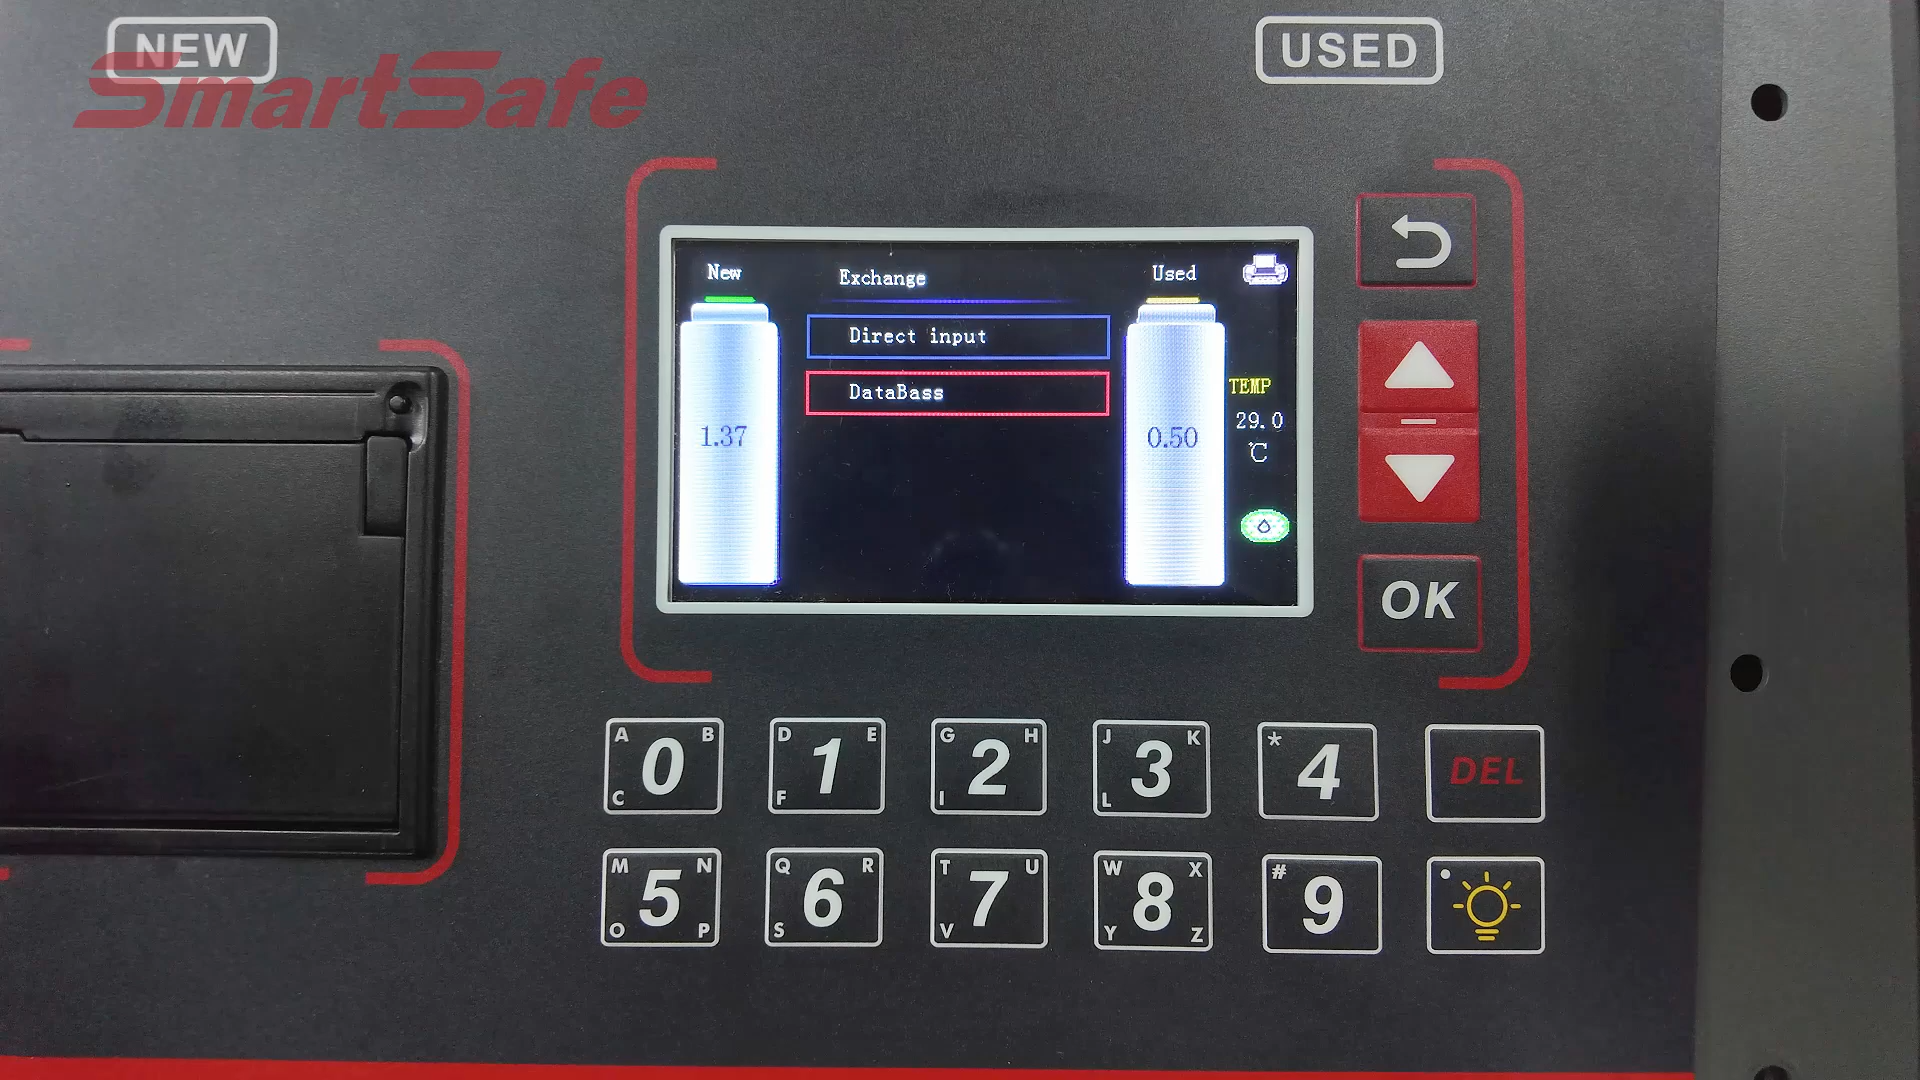 NEW
SmartSafe
USED
New
Exchange
Used
Direct input
DataBass
TEMP
1.37
0.50
29.0
℃
OK
A B
0
C
D E
1
F
G H
2
I
J K
3
L
*
4
DEL
M N
5
O P
Q R
6
S
T U
7
V
W X
8
Y Z
#
9